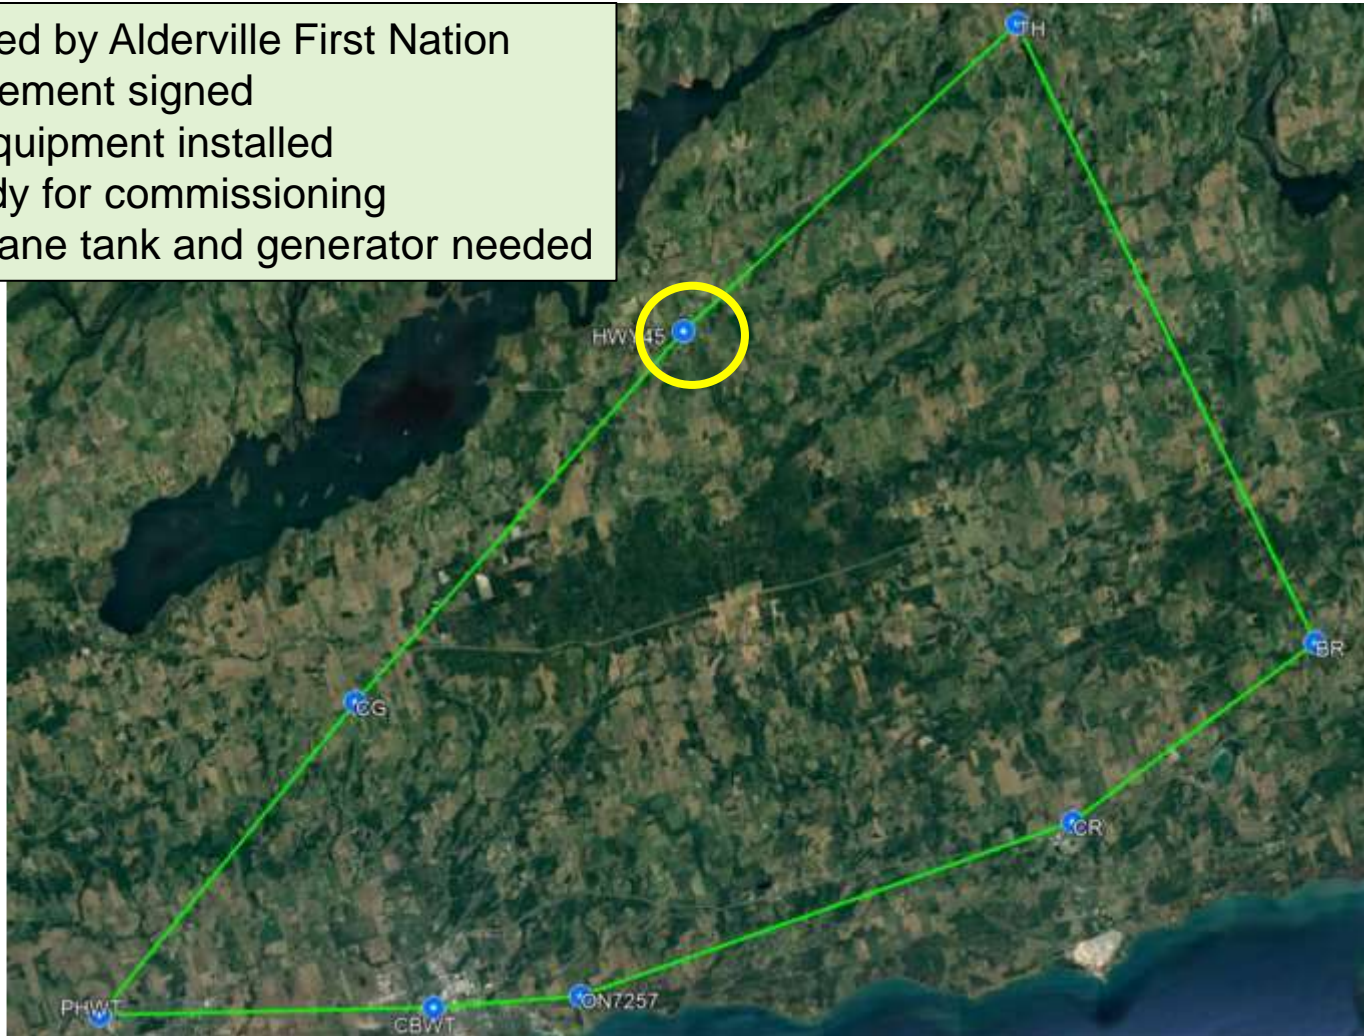 ed by Alderville First Nation
ement signed
quipment installed
dy for commissioning
ane tank and generator needed
TH
HWY45
BR
CG
CR
ON7257
PHWT
CBWT